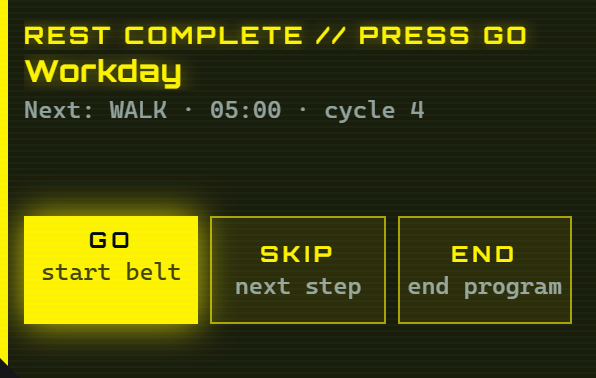 REST COMPLETE // PRESS GO
Workday
Next: WALK · 05:00 · cycle 4
GO
start belt
SKIP
next step
END
end program